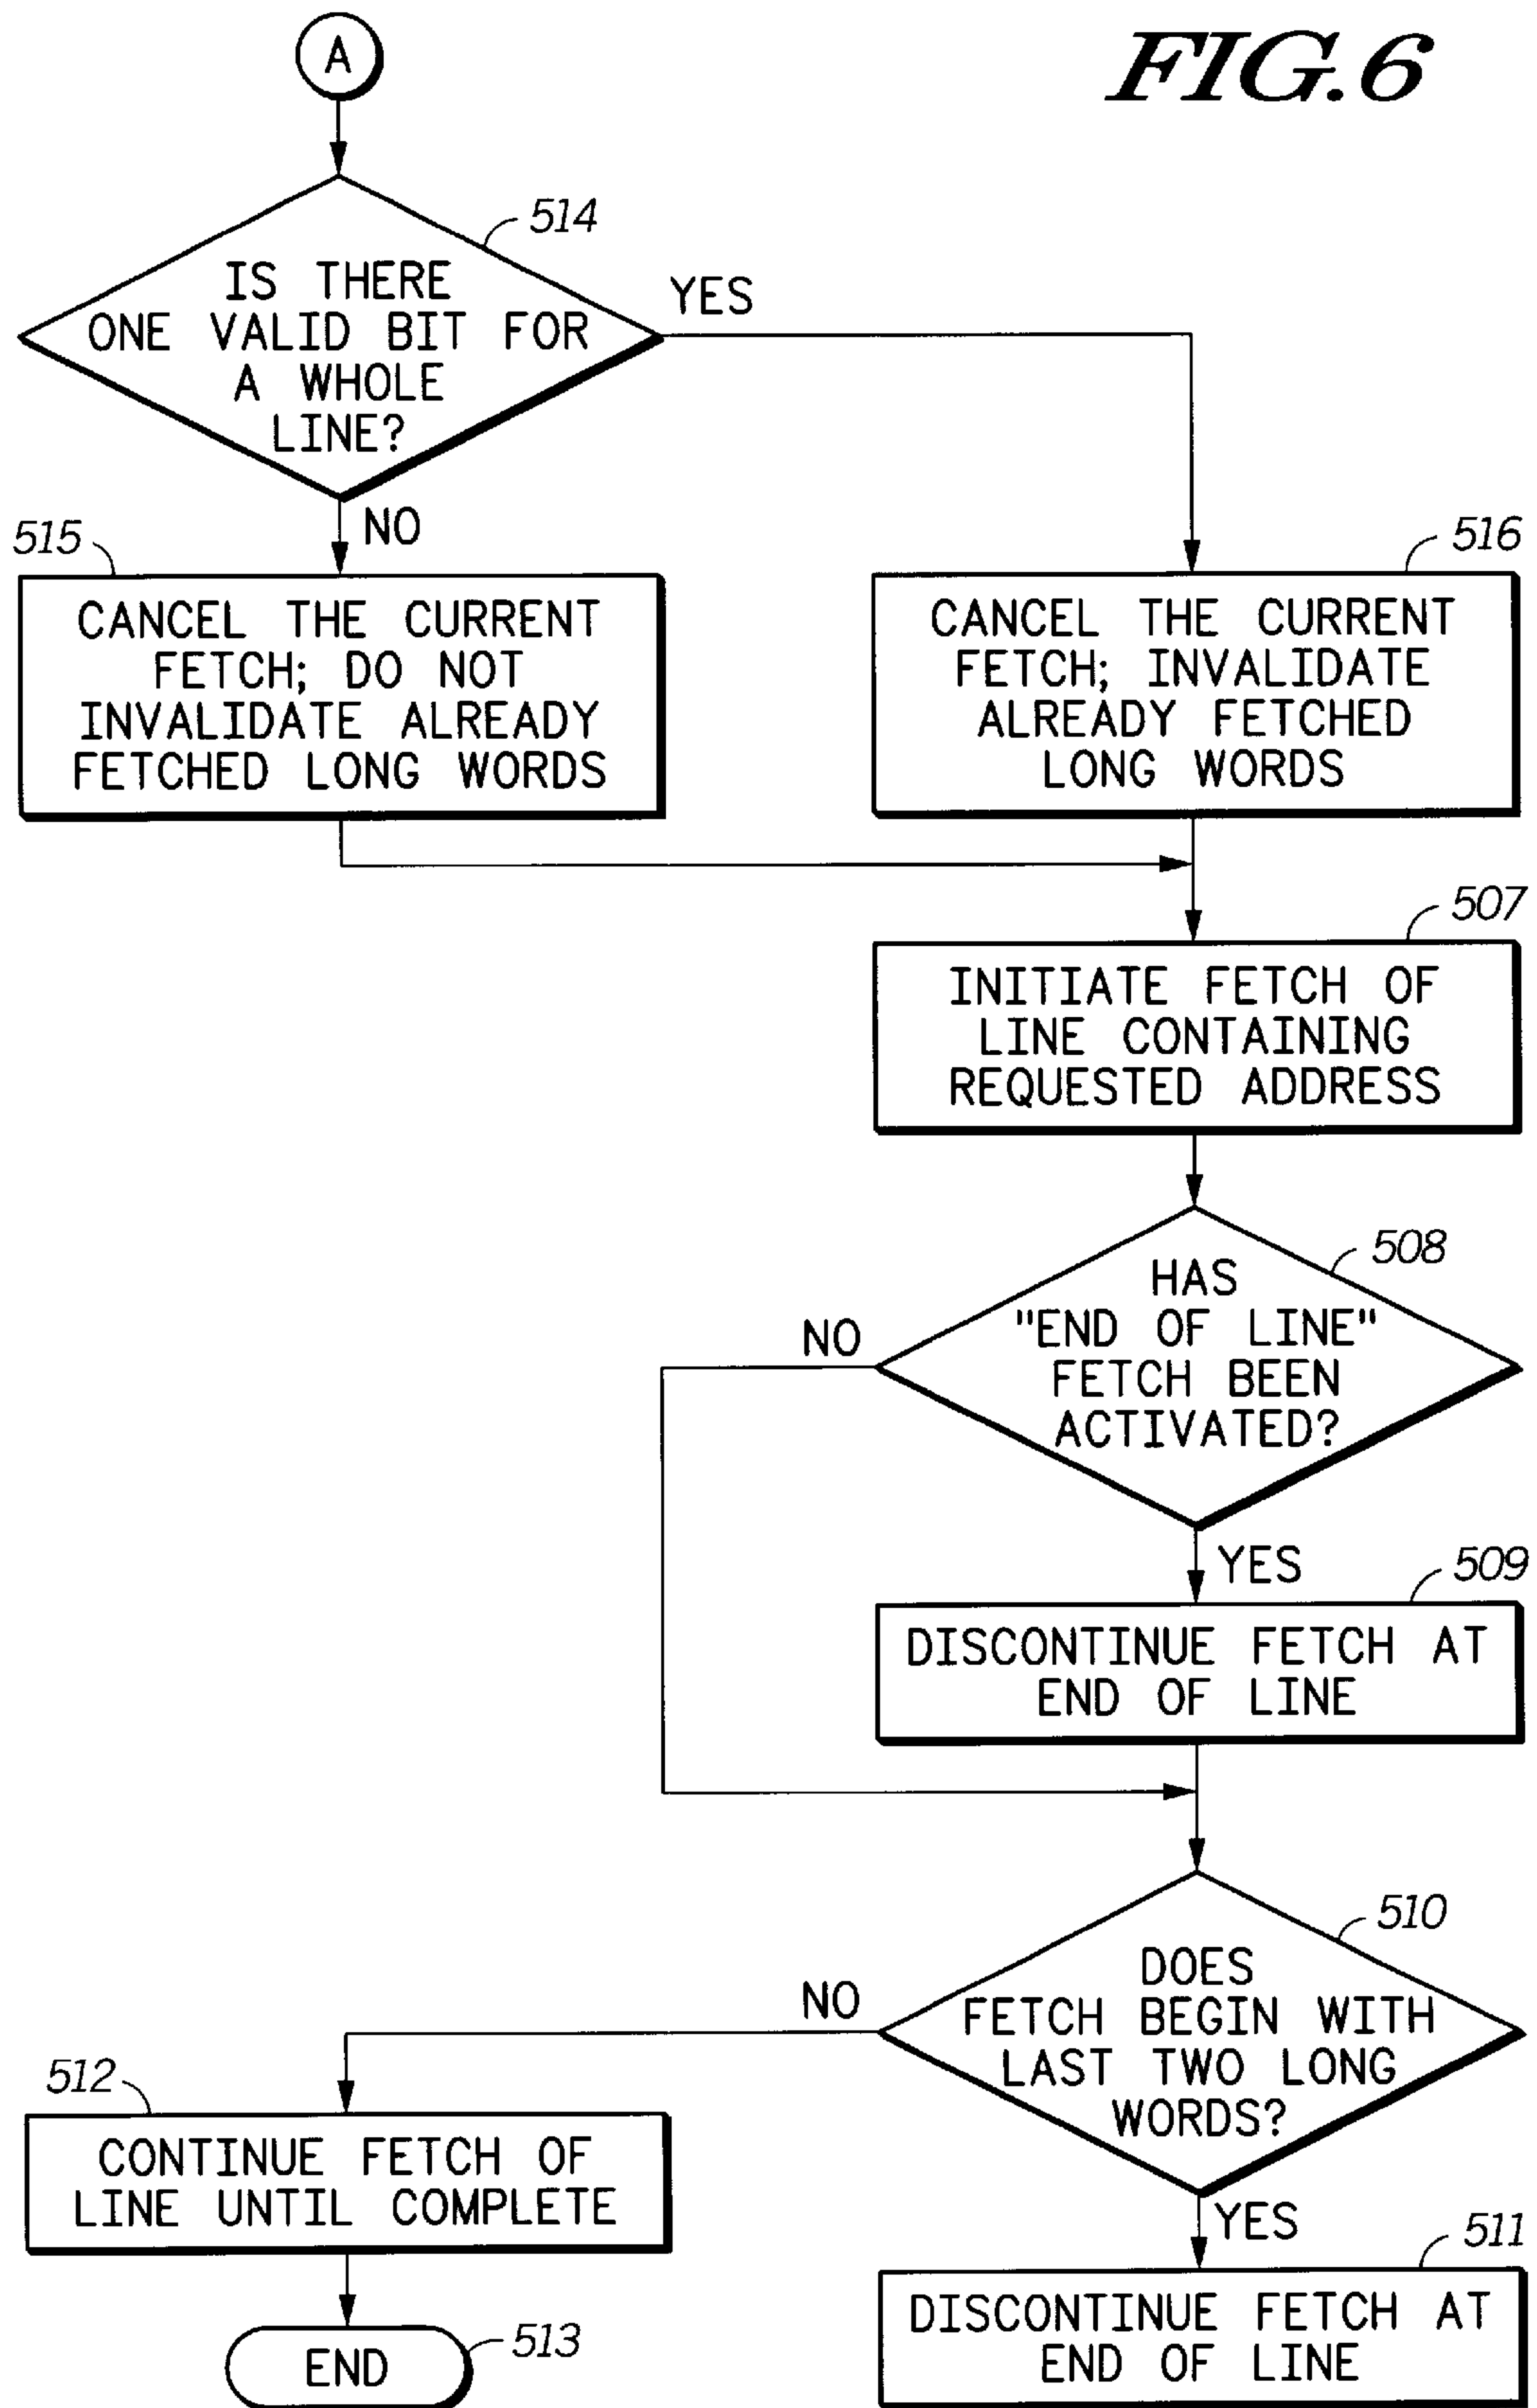 FIG.6
A
514
IS THERE
ONE VALID BIT FOR
A WHOLE
LINE?
YES
NO
515
CANCEL THE CURRENT
FETCH; DO NOT
INVALIDATE ALREADY
FETCHED LONG WORDS
516
CANCEL THE CURRENT
FETCH; INVALIDATE
ALREADY FETCHED
LONG WORDS
507
INITIATE FETCH OF
LINE CONTAINING
REQUESTED ADDRESS
508
HAS
"END OF LINE"
FETCH BEEN
ACTIVATED?
NO
YES
509
DISCONTINUE FETCH AT
END OF LINE
510
DOES
FETCH BEGIN WITH
LAST TWO LONG
WORDS?
NO
YES
512
CONTINUE FETCH OF
LINE UNTIL COMPLETE
511
DISCONTINUE FETCH AT
END OF LINE
END
513